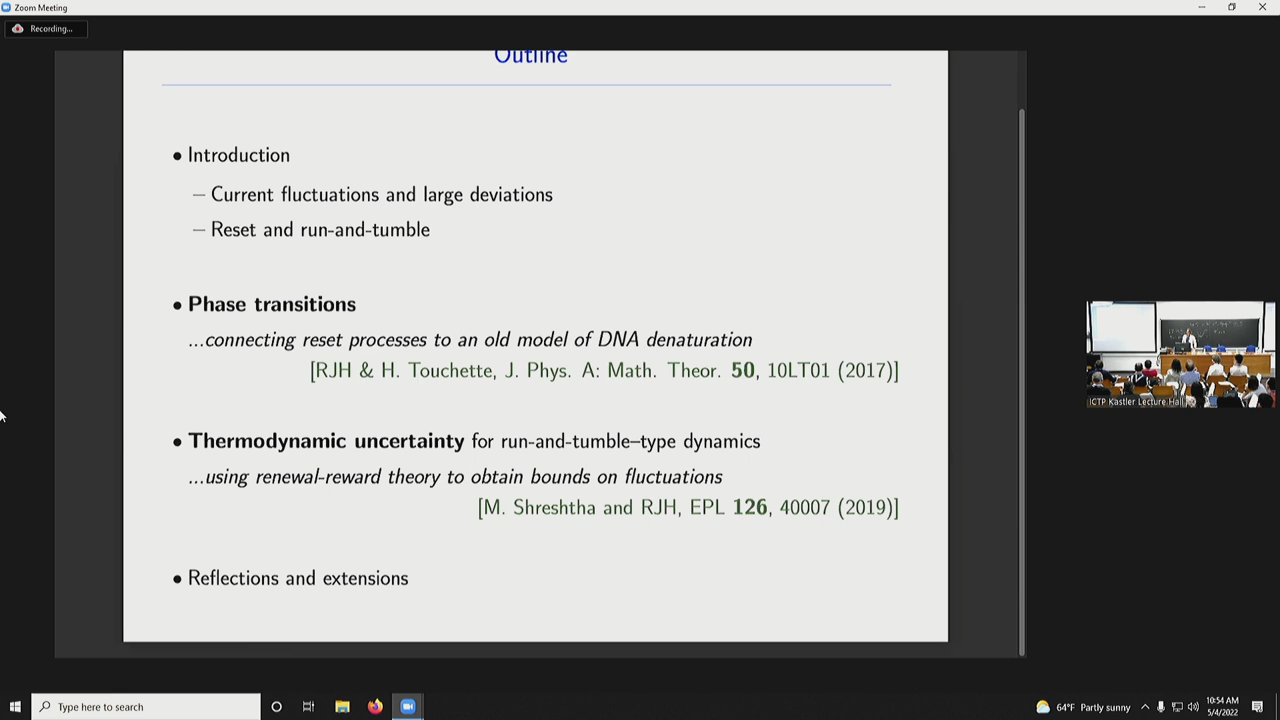 Zoom Meeting
Recording...
Outline
• Introduction
– Current fluctuations and large deviations
– Reset and run-and-tumble
• Phase transitions
...connecting reset processes to an old model of DNA denaturation
[RJH & H. Touchette, J. Phys. A: Math. Theor. 50, 10LT01 (2017)]
• Thermodynamic uncertainty for run-and-tumble–type dynamics
...using renewal-reward theory to obtain bounds on fluctuations
[M. Shreshtha and RJH, EPL 126, 40007 (2019)]
• Reflections and extensions
ICTP Kastler Lecture Hall
Type here to search
64°F Partly sunny
10:54 AM
5/4/2022